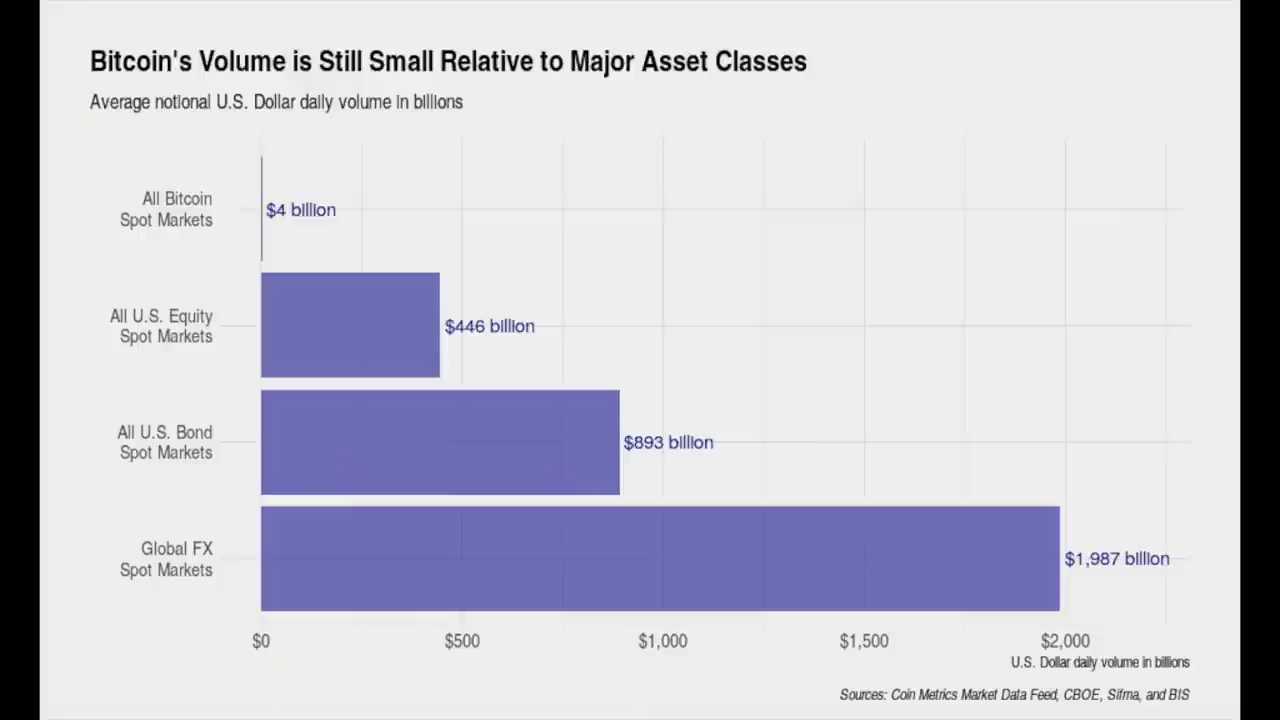 Bitcoin's Volume is Still Small Relative to Major Asset Classes
Average notional U.S. Dollar daily volume in billions
All Bitcoin
Spot Markets
$4 billion
All U.S. Equity
Spot Markets
$446 billion
All U.S. Bond
Spot Markets
$893 billion
Global FX
Spot Markets
$1,987 billion
$0 $500 $1,000 $1,500 $2,000
U.S. Dollar daily volume in billions
Sources: Coin Metrics Market Data Feed, CBOE, Sifma, and BIS